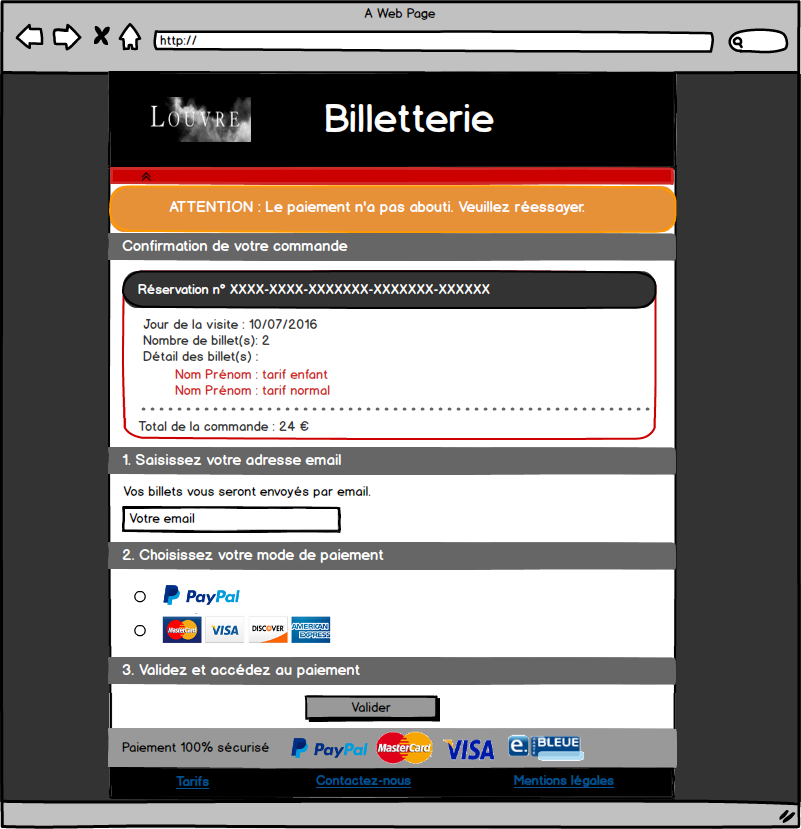 A Web Page
http://
LOUVRE
Billetterie
ATTENTION : Le paiement n'a pas abouti. Veuillez réessayer.
Confirmation de votre commande
Réservation n° XXXX-XXXX-XXXXXXX-XXXXXXX-XXXXXX
Jour de la visite : 10/07/2016
Nombre de billet(s): 2
Détail des billet(s) :
Nom Prénom : tarif enfant
Nom Prénom : tarif normal
Total de la commande : 24 €
1. Saisissez votre adresse email
Vos billets vous seront envoyés par email.
Votre email
2. Choisissez votre mode de paiement
PayPal
MasterCard VISA DISCOVER AMERICAN EXPRESS
3. Validez et accédez au paiement
Valider
Paiement 100% sécurisé PayPal MasterCard VISA e. BLEUE
Tarifs Contactez-nous Mentions légales